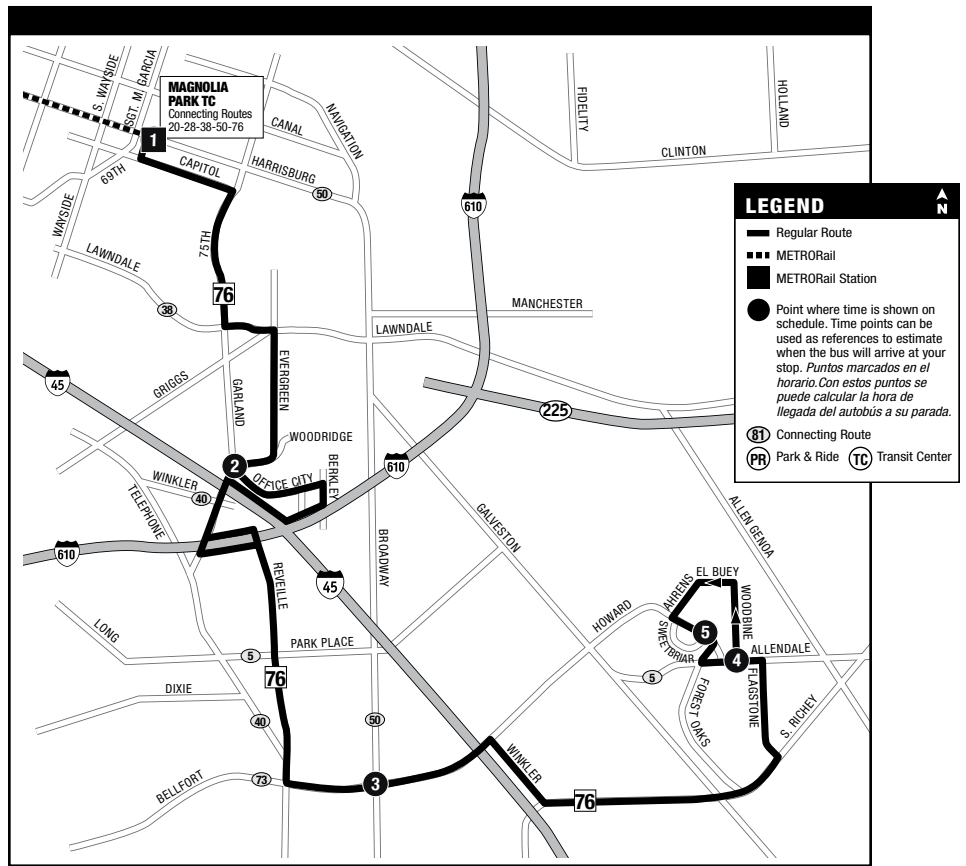 S. WAYSIDE
SGT. M. GARCIA
MAGNOLIA
PARK TC
Connecting Routes
20-28-38-50-76
1
69TH
CAPITOL
HARRISBURG
50
CANAL
NAVIGATION
FIDELITY
HOLLAND
CLINTON
610
WAYSIDE
LAWNDALE
38
75TH
76
MANCHESTER
LAWNDALE
45
GRIGGS
GARLAND
EVERGREEN
225
WOODRIDGE
2
OFFICE CITY
BERKLEY
610
WINKLER
40
TELEPHONE
610
REVEILLE
45
BROADWAY
GALVESTON
ALLEN GENOA
LONG
5
PARK PLACE
76
DIXIE
40
50
HOWARD
AHRENS
EL BUEY
WOODBINE
SWEETBRIAR
5
4
ALLENDALE
5
FOREST OAKS
FLAGSTONE
S. RICHEY
BELLFORT
73
3
WINKLER
76
LEGEND
N
Regular Route
METRORail
METRORail Station
Point where time is shown on
schedule. Time points can be
used as references to estimate
when the bus will arrive at your
stop. Puntos marcados en el
horario.Con estos puntos se
puede calcular la hora de
llegada del autobús a su parada.
81 Connecting Route
PR Park & Ride TC Transit Center